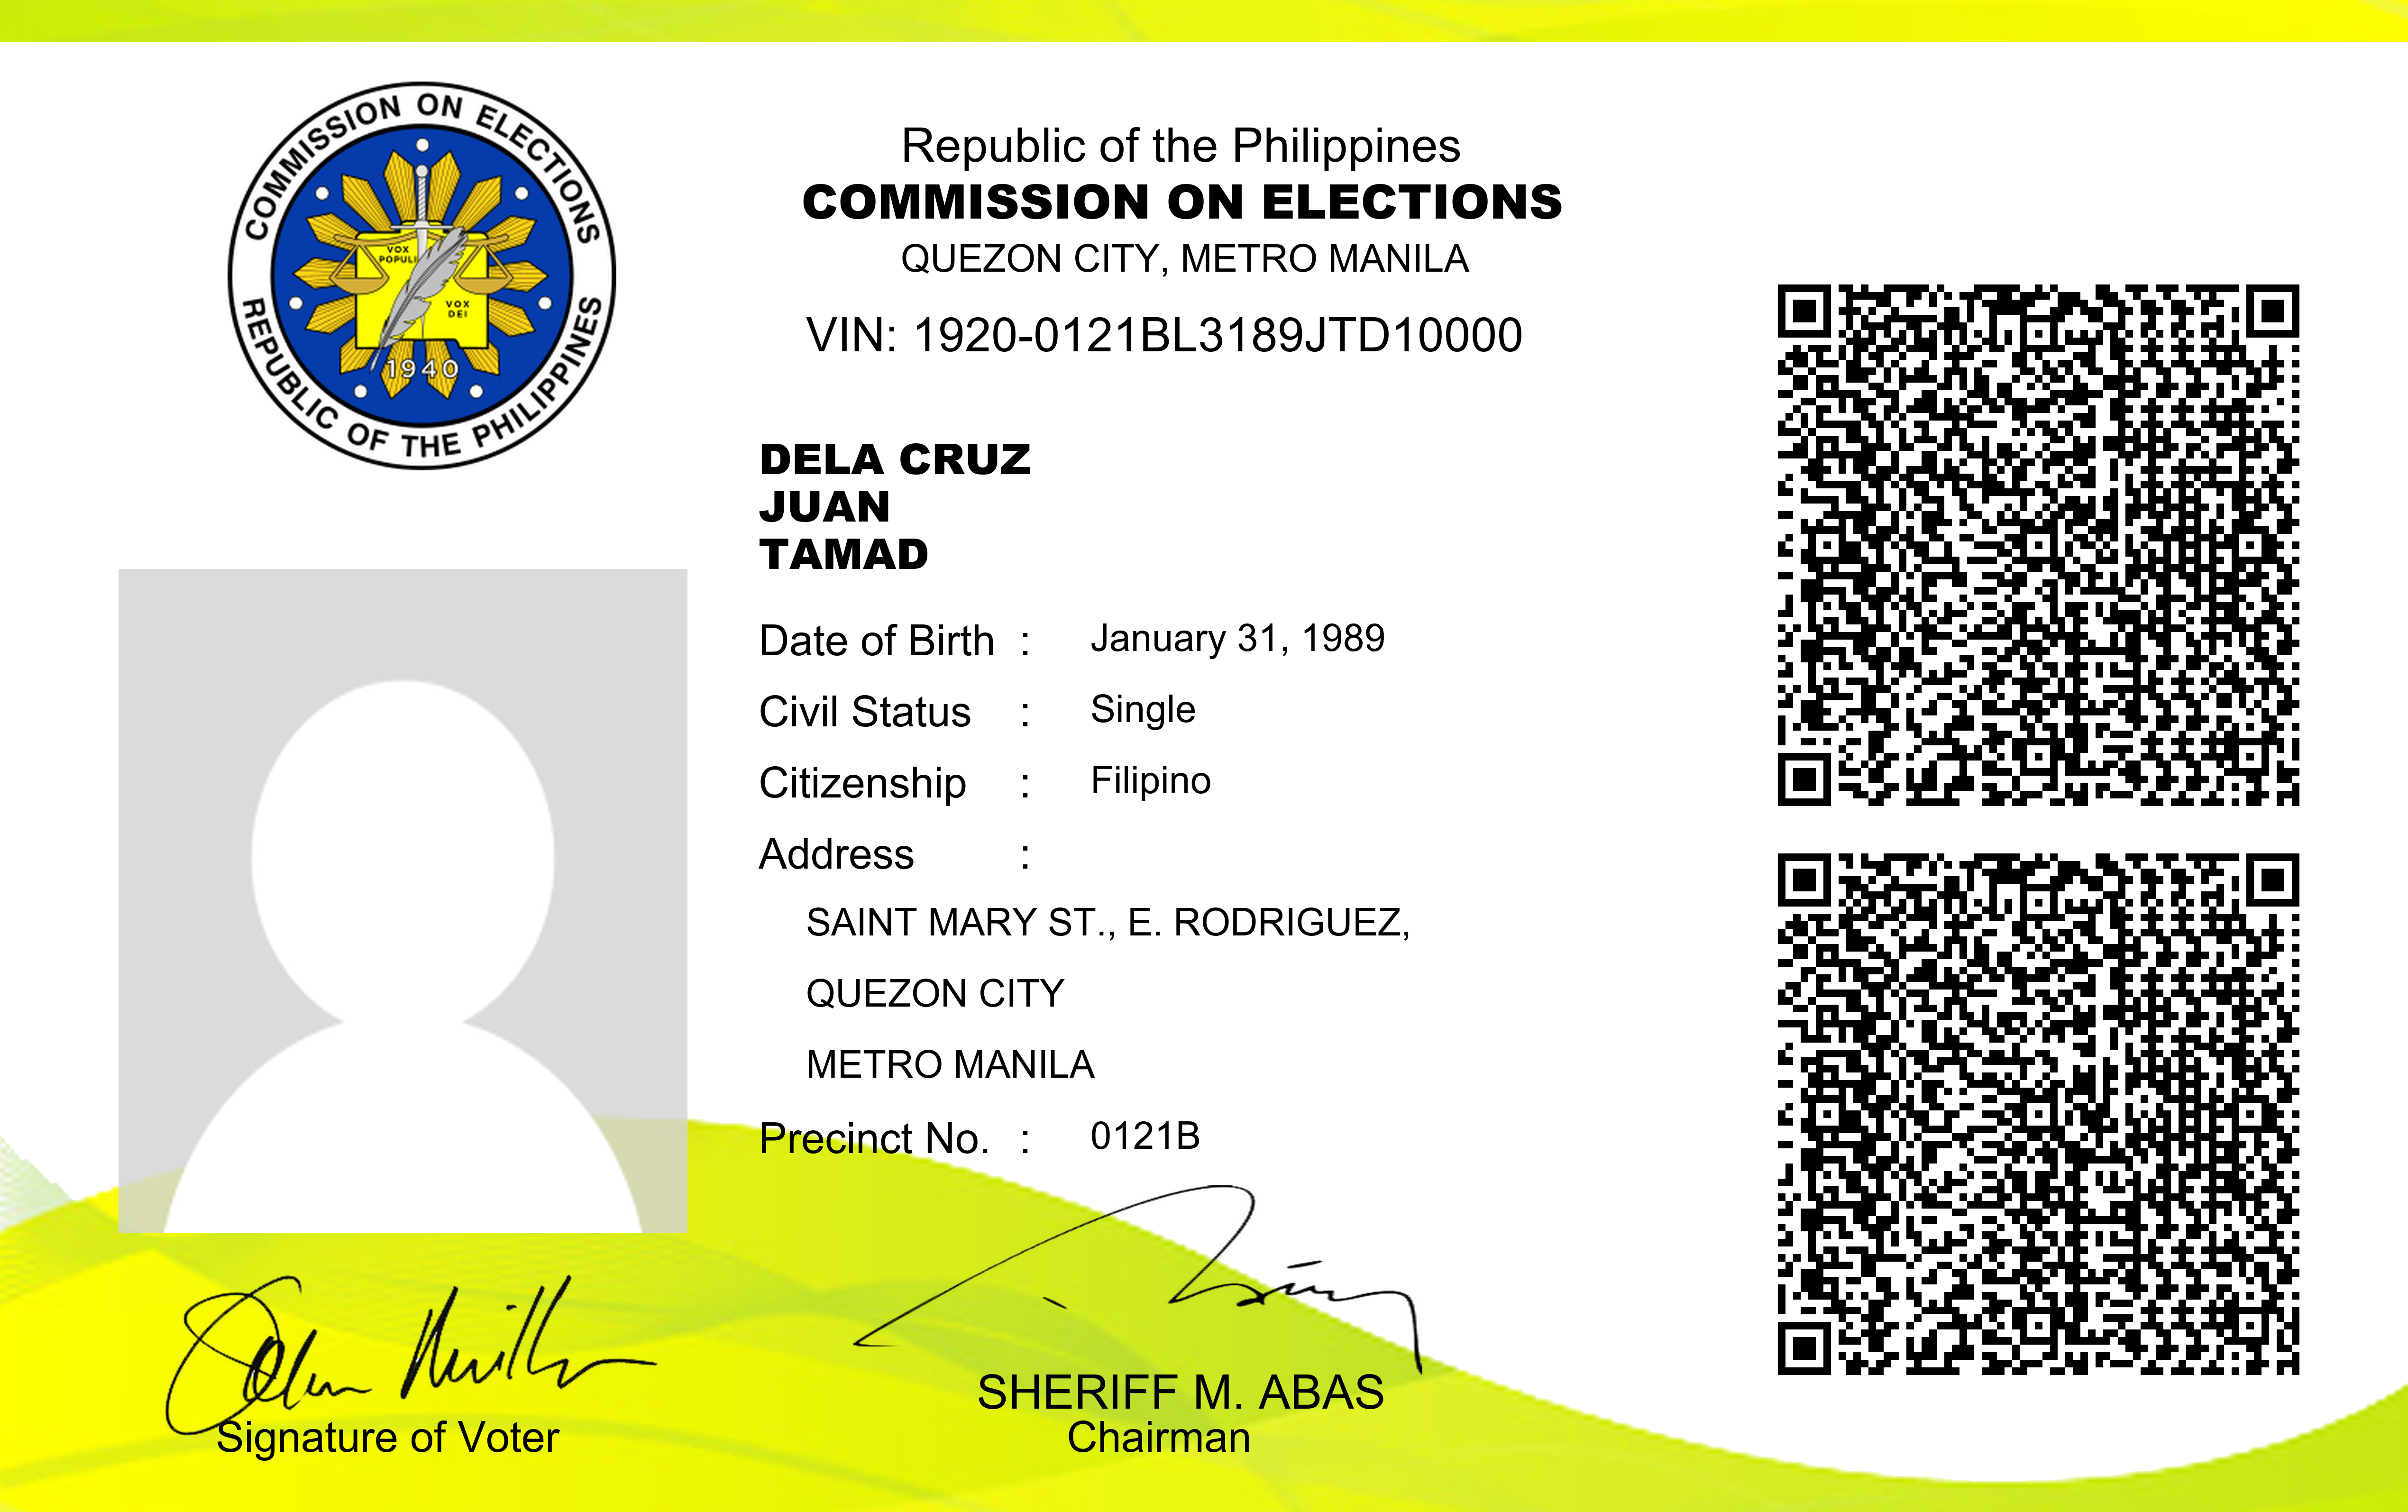 COMMISSION ON ELECTIONS
REPUBLIC OF THE PHILIPPINES
VOX
POPULI
VOX
DEI
1940
Republic of the Philippines
COMMISSION ON ELECTIONS
QUEZON CITY, METRO MANILA
VIN: 1920-0121BL3189JTD10000
DELA CRUZ
JUAN
TAMAD
Date of Birth : January 31, 1989
Civil Status : Single
Citizenship : Filipino
Address :
SAINT MARY ST., E. RODRIGUEZ,
QUEZON CITY
METRO MANILA
Precinct No. : 0121B
Signature of Voter
SHERIFF M. ABAS
Chairman